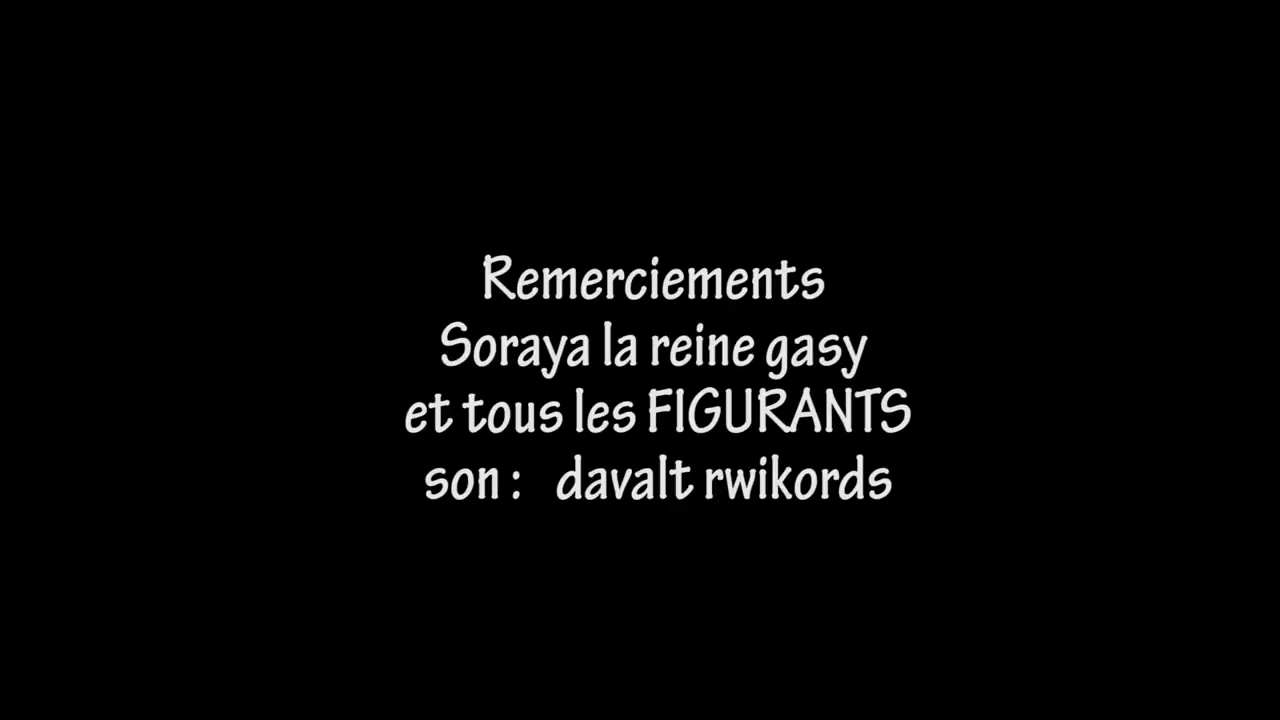 Remerciements
Soraya la reine gasy
et tous les FIGURANTS
son : davalt rwikords